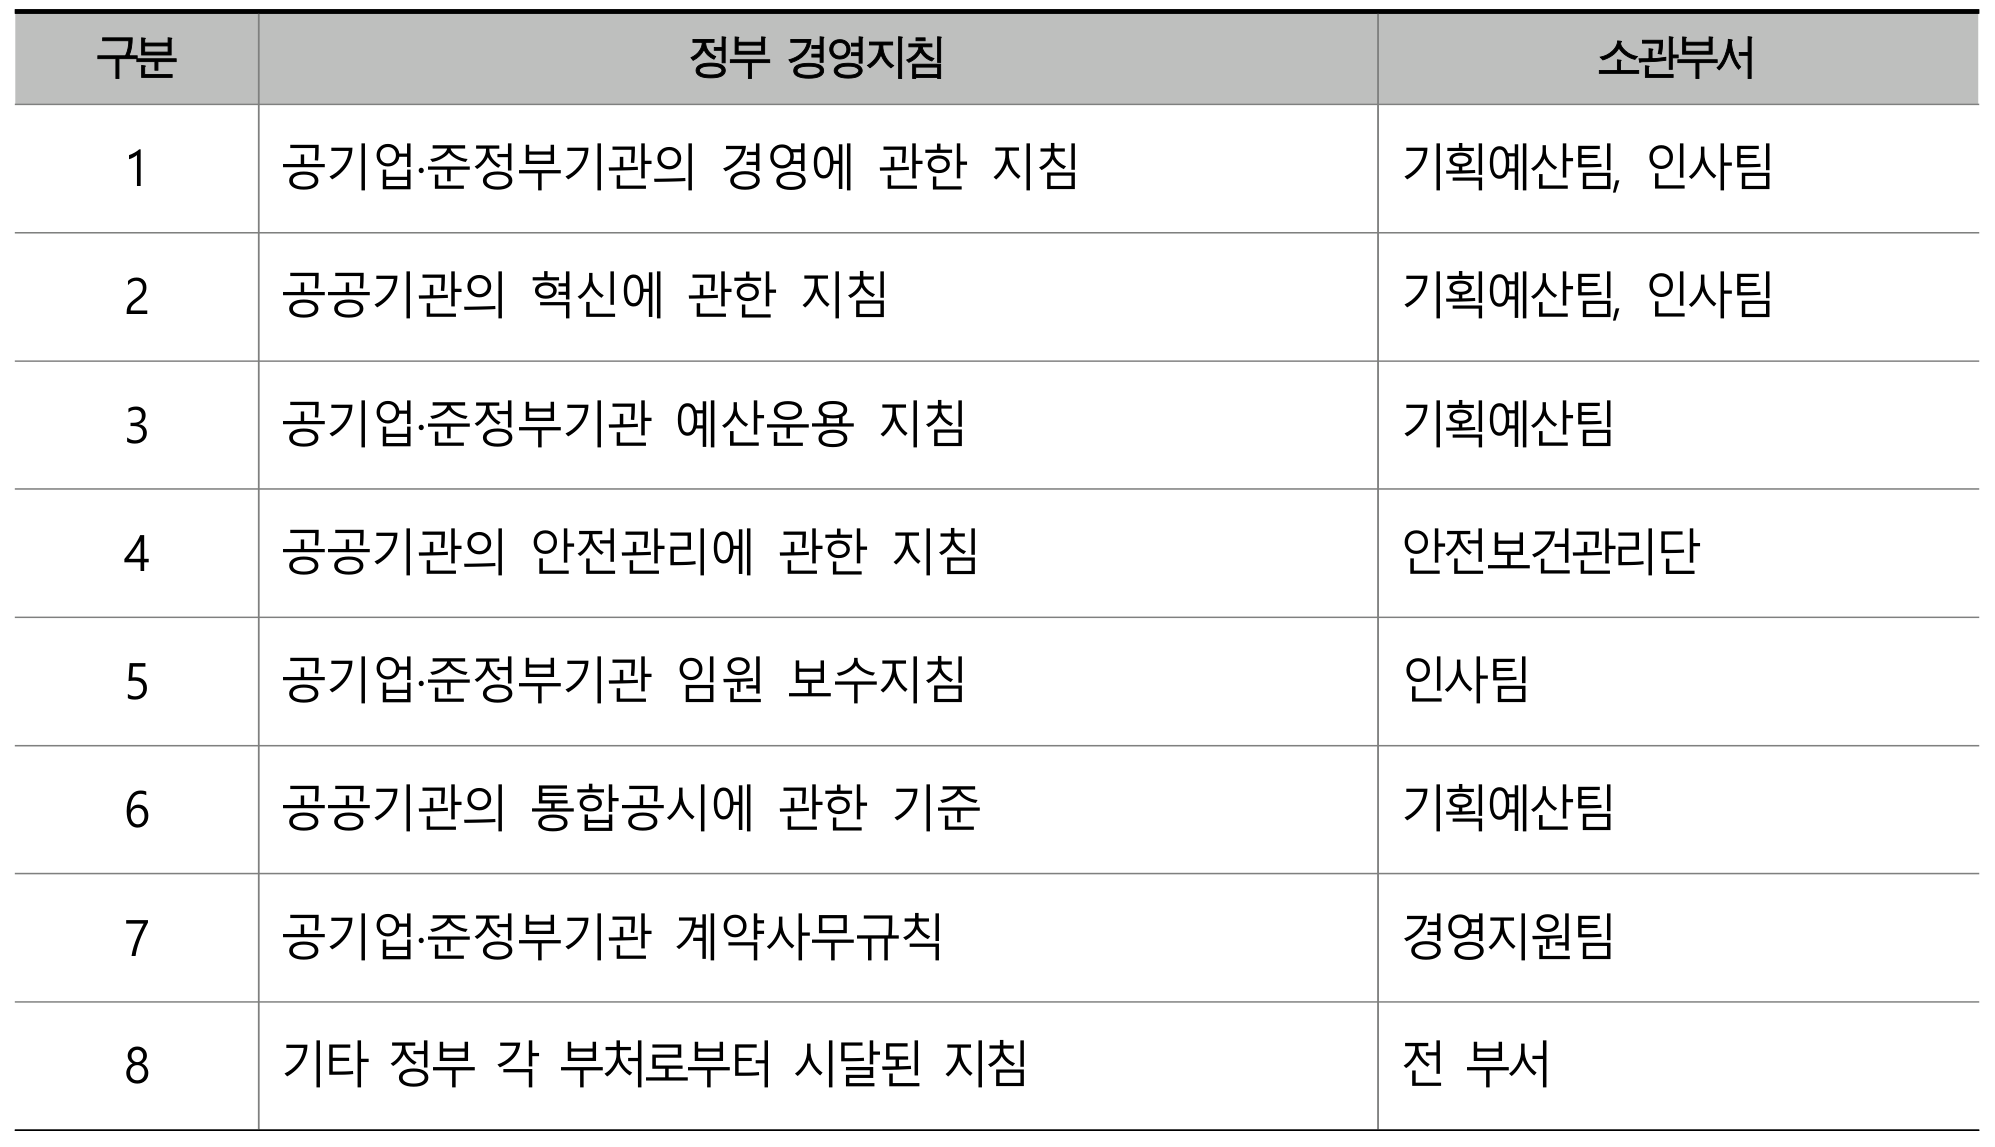 구분 정부 경영지침 소관부서
1 공기업·준정부기관의 경영에 관한 지침 기획예산팀, 인사팀
2 공공기관의 혁신에 관한 지침 기획예산팀, 인사팀
3 공기업·준정부기관 예산운용 지침 기획예산팀
4 공공기관의 안전관리에 관한 지침 안전보건관리단
5 공기업·준정부기관 임원 보수지침 인사팀
6 공공기관의 통합공시에 관한 기준 기획예산팀
7 공기업·준정부기관 계약사무규칙 경영지원팀
8 기타 정부 각 부처로부터 시달된 지침 전 부서